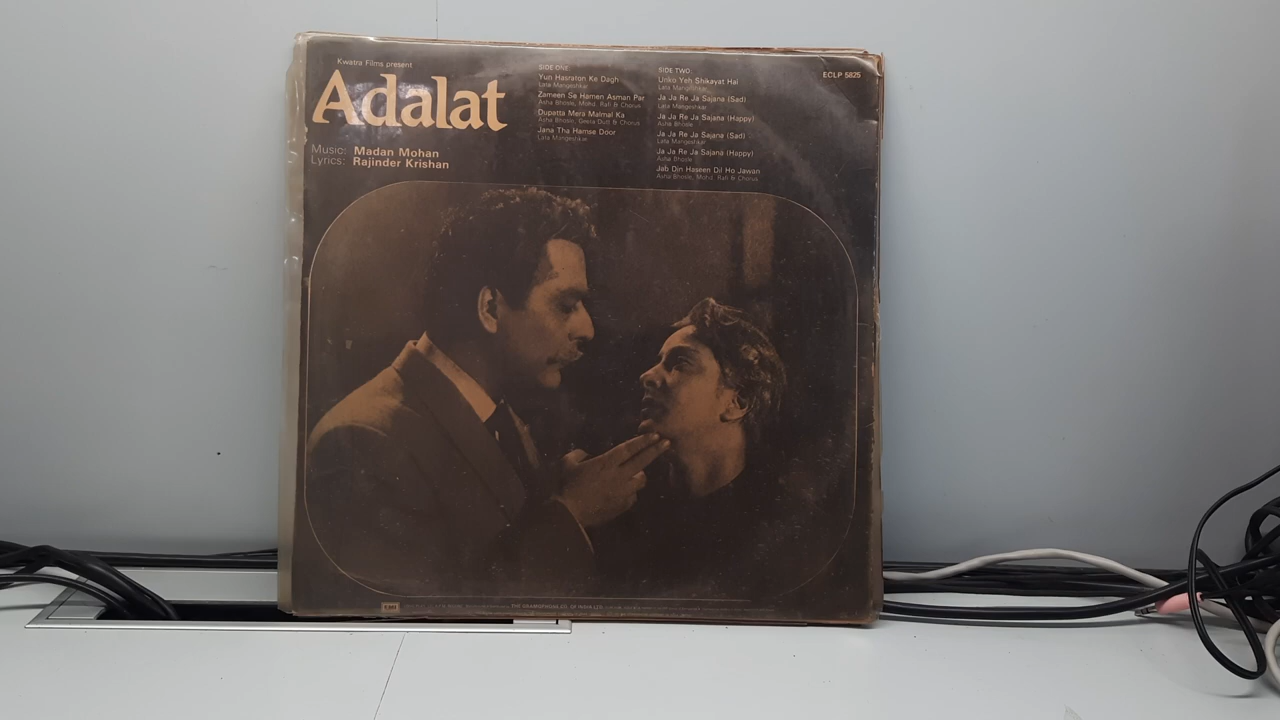 Kwatra Films present
Adalat
Music: Madan Mohan
Lyrics: Rajinder Krishan
SIDE ONE:
Yun Hasraton Ke Dagh
Lata Mangeshkar
Zameen Se Hamen Asman Par
Asha Bhosle, Mohd. Rafi & Chorus
Dupatta Mera Malmal Ka
Asha Bhosle, Geeta Dutt & Chorus
Jana Tha Hamse Door
Lata Mangeshkar
SIDE TWO:
Unko Yeh Shikayat Hai
Lata Mangeshkar
Ja Ja Re Ja Sajana (Sad)
Lata Mangeshkar
Ja Ja Re Ja Sajana (Happy)
Asha Bhosle
Ja Ja Re Ja Sajana (Sad)
Lata Mangeshkar
Ja Ja Re Ja Sajana (Happy)
Asha Bhosle
Jab Din Haseen Dil Ho Jawan
Asha Bhosle, Mohd. Rafi & Chorus
ECLP 5825
EMI
THE GRAMOPHONE CO. OF INDIA LTD.